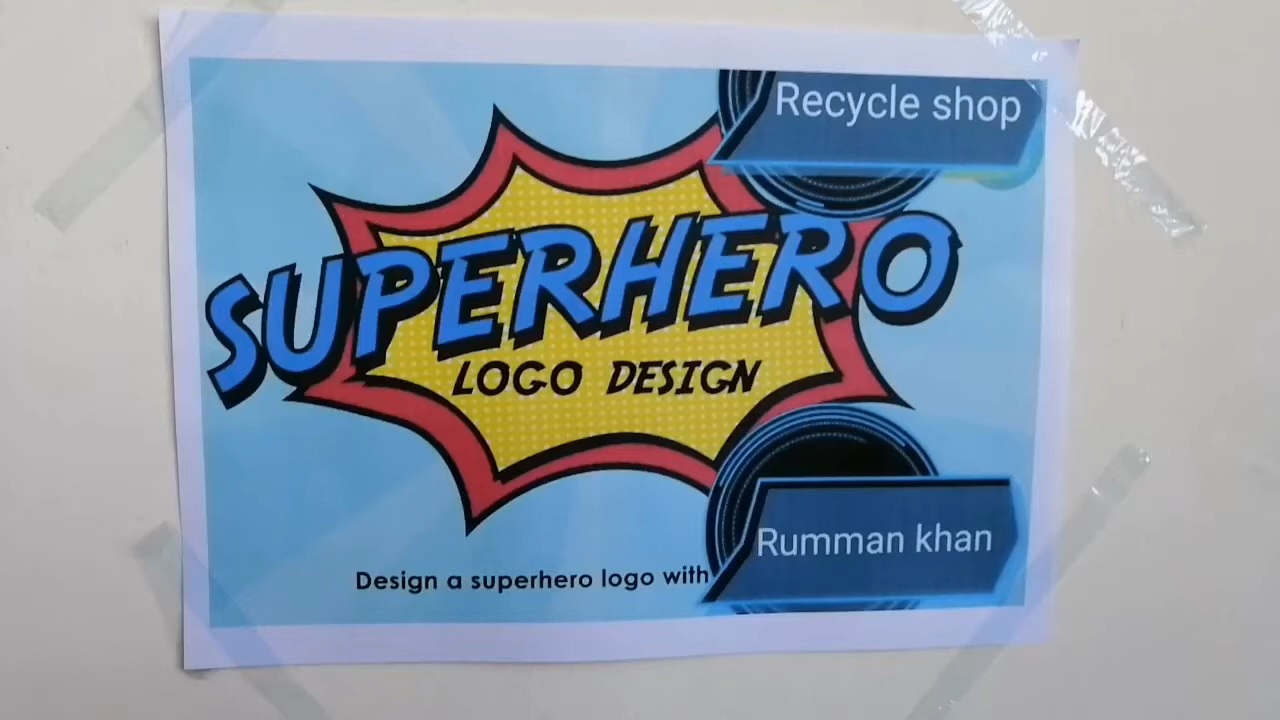 Recycle shop
SUPERHERO
LOGO DESIGN
Rumman khan
Design a superhero logo with